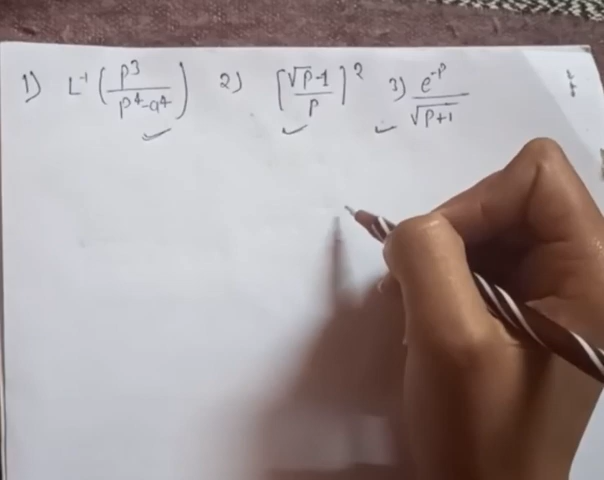 1) L⁻¹ (p³/(p⁴-a⁴)) 2) [(√p-1)/p]² 3) e⁻ᵖ/√(p+1)